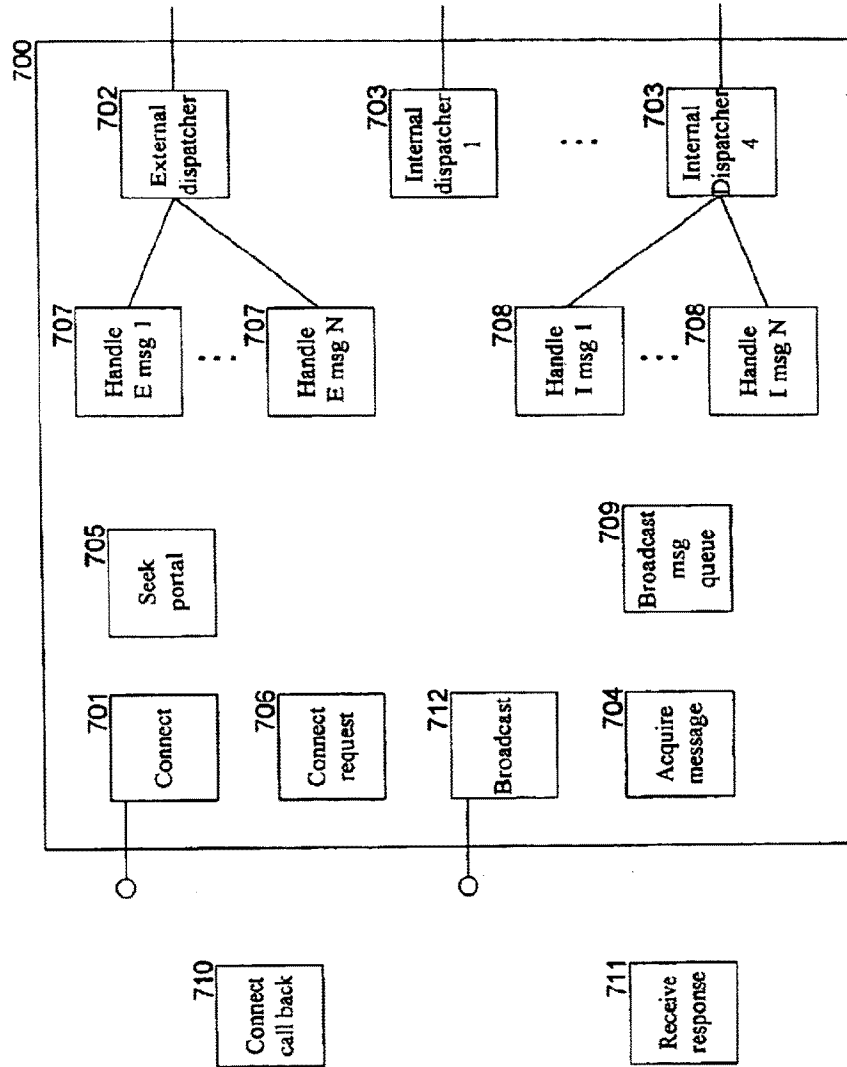 700
702
External
dispatcher
703
Internal
dispatcher
1
...
703
Internal
Dispatcher
4
707
Handle
E msg 1
...
707
Handle
E msg N
708
Handle
I msg 1
...
708
Handle
I msg N
705
Seek
portal
709
Broadcast
msg
queue
701
Connect
706
Connect
request
712
Broadcast
704
Acquire
message
710
Connect
call back
711
Receive
response